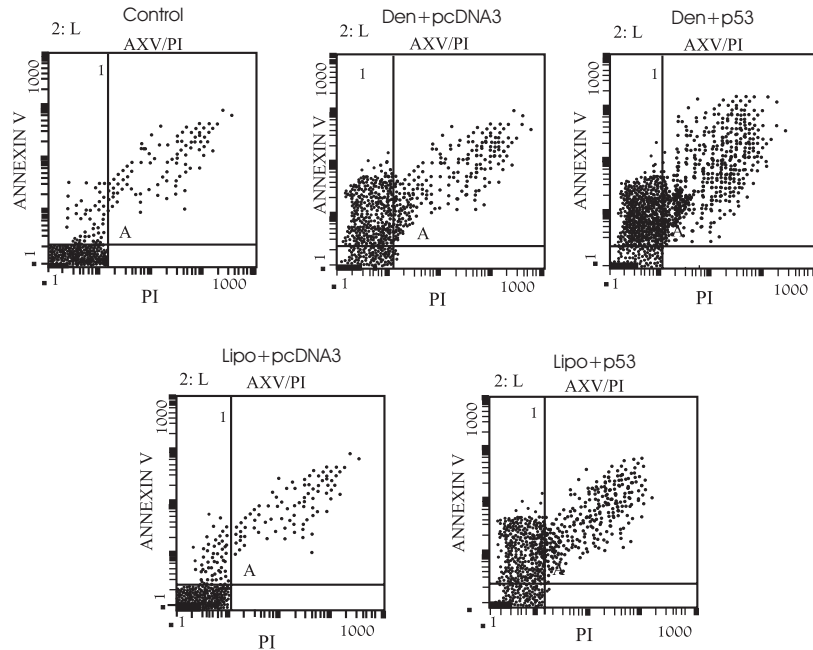 Control
2: L
AXV/PI
1
1000
ANNEXIN V
A
.1
.1
1000
PI
Den+pcDNA3
2: L
AXV/PI
1
1000
ANNEXIN V
A
.1
.1
1000
PI
Den+p53
2: L
AXV/PI
1
1000
ANNEXIN V
A
.1
.1
1000
PI
Lipo+pcDNA3
2: L
AXV/PI
1
1000
ANNEXIN V
A
.1
.1
1000
PI
Lipo+p53
2: L
AXV/PI
1
1000
ANNEXIN V
A
.1
.1
1000
PI